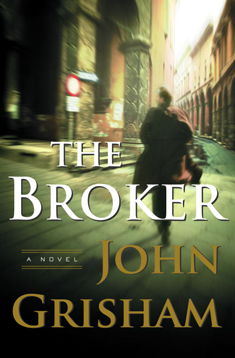 THE
BROKER
A NOVEL
JOHN
GRISHAM